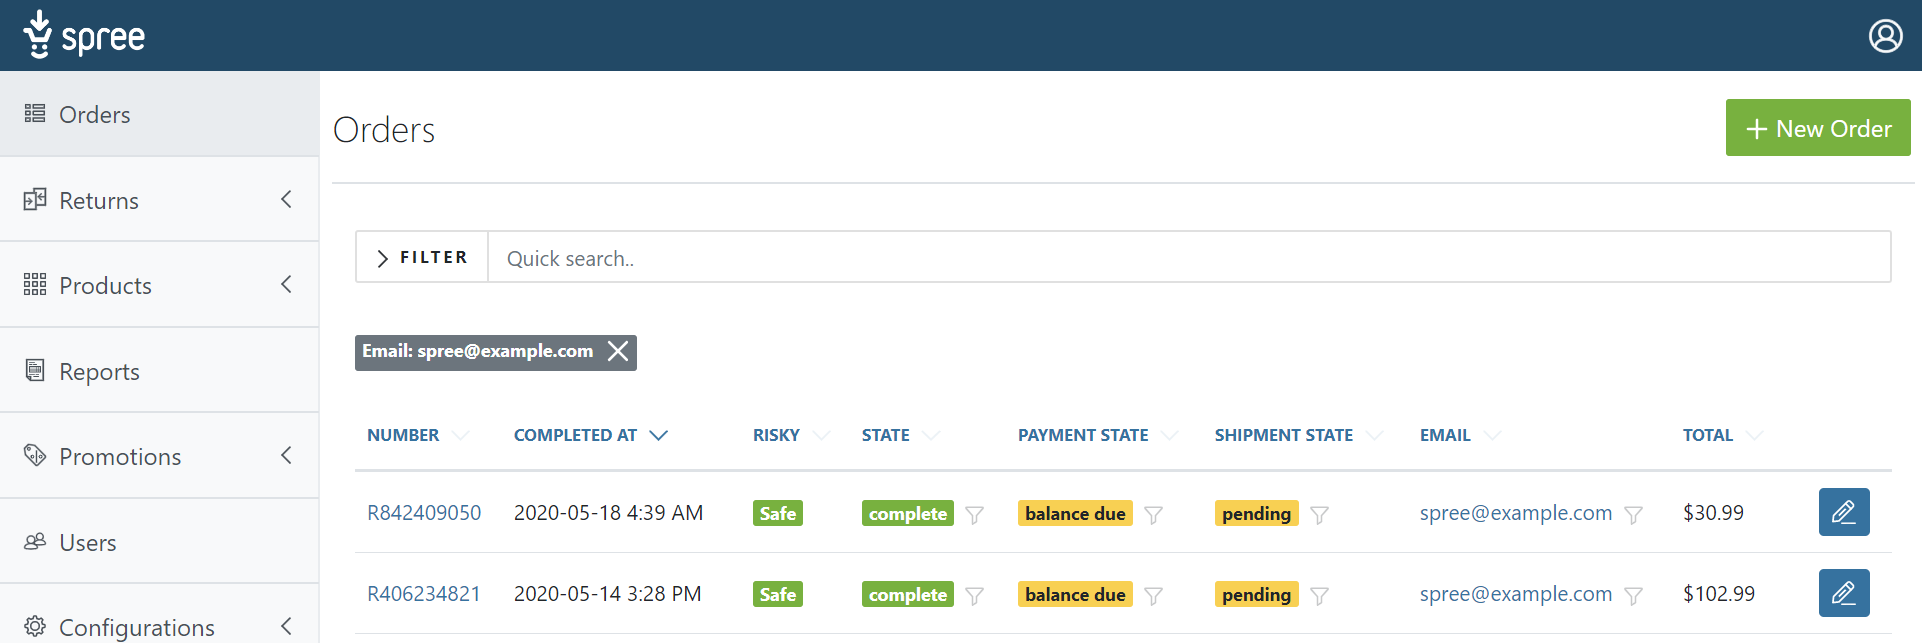 spree
Orders
Returns
Products
Reports
Promotions
Users
Configurations
Orders
+ New Order
FILTER Quick search..
Email: spree@example.com
NUMBER COMPLETED AT RISKY STATE PAYMENT STATE SHIPMENT STATE EMAIL TOTAL
R842409050 2020-05-18 4:39 AM Safe complete balance due pending spree@example.com $30.99
R406234821 2020-05-14 3:28 PM Safe complete balance due pending spree@example.com $102.99